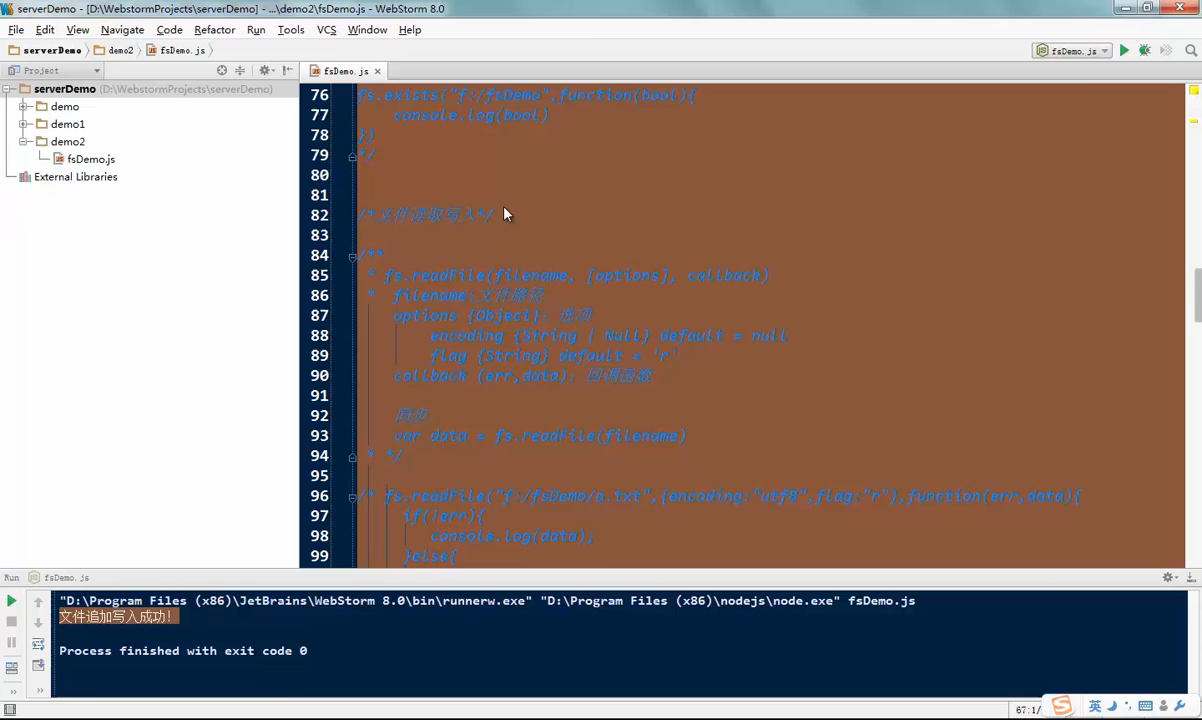 serverDemo - [D:\WebstormProjects\serverDemo] - ...\demo2\fsDemo.js - WebStorm 8.0
File Edit View Navigate Code Refactor Run Tools VCS Window Help
serverDemo demo2 fsDemo.js
fsDemo.js
Project
fsDemo.js
serverDemo (D:\WebstormProjects\serverDemo)
demo
demo1
demo2
fsDemo.js
External Libraries
76 fs.exists("f:/fsDemo",function(bool){
77 console.log(bool)
78 })
79 */
80
81
82 /*文件读取写入*/
83
84 /**
85 * fs.readFile(filename, [options], callback)
86 * filename:文件路径
87 options {Object}: 选项
88 encoding {String | Null} default = null
89 flag {String} default = 'r'
90 callback (err,data): 回调函数
91
92 同步
93 var data = fs.readFile(filename)
94 * */
95
96 /* fs.readFile("f:/fsDemo/a.txt",{encoding:"utf8",flag:"r"},function(err,data){
97 if(!err){
98 console.log(data);
99 }else{
Run fsDemo.js
"D:\Program Files (x86)\JetBrains\WebStorm 8.0\bin\runnerw.exe" "D:\Program Files (x86)\nodejs\node.exe" fsDemo.js
文件追加写入成功!
Process finished with exit code 0
67:1/
英